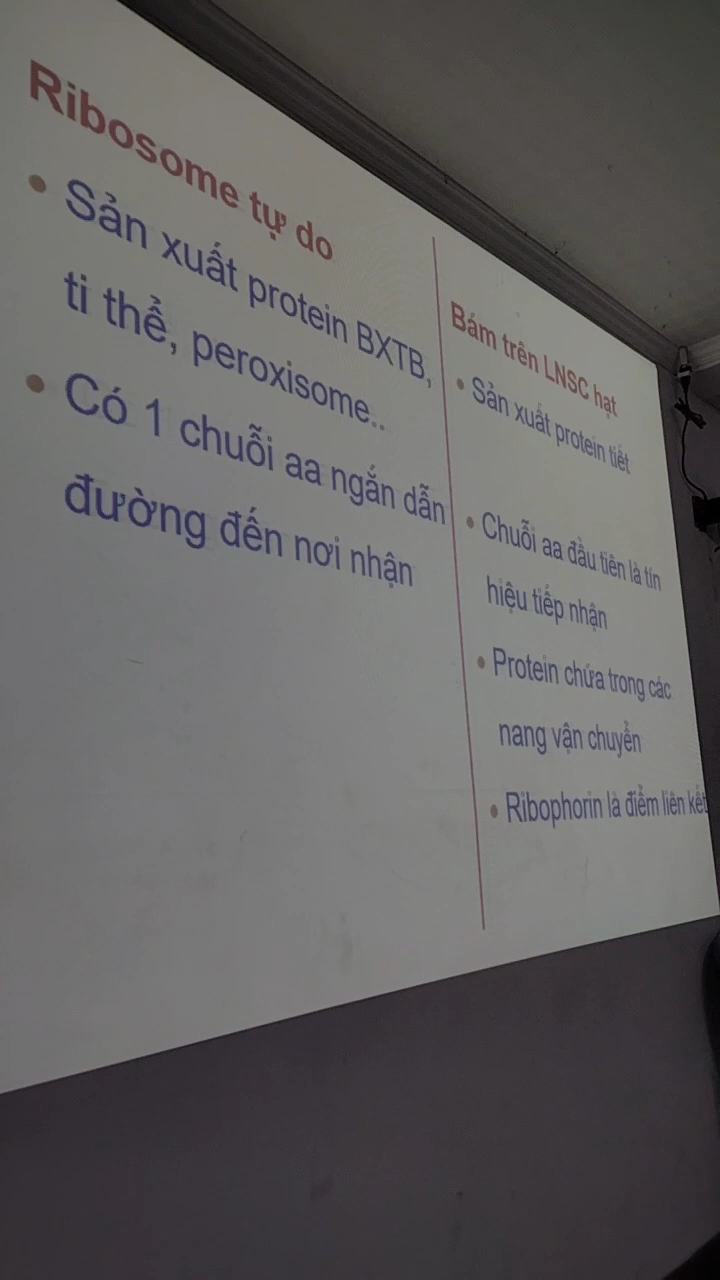 Ribosome tự do
• Sản xuất protein BXTB,
ti thể, peroxisome..
• Có 1 chuỗi aa ngắn dẫn
đường đến nơi nhận
Bám trên LNSC hạt
• Sản xuất protein tiết
• Chuỗi aa đầu tiên là tín
hiệu tiếp nhận
• Protein chứa trong các
nang vận chuyển
• Ribophorin là điểm liên kết